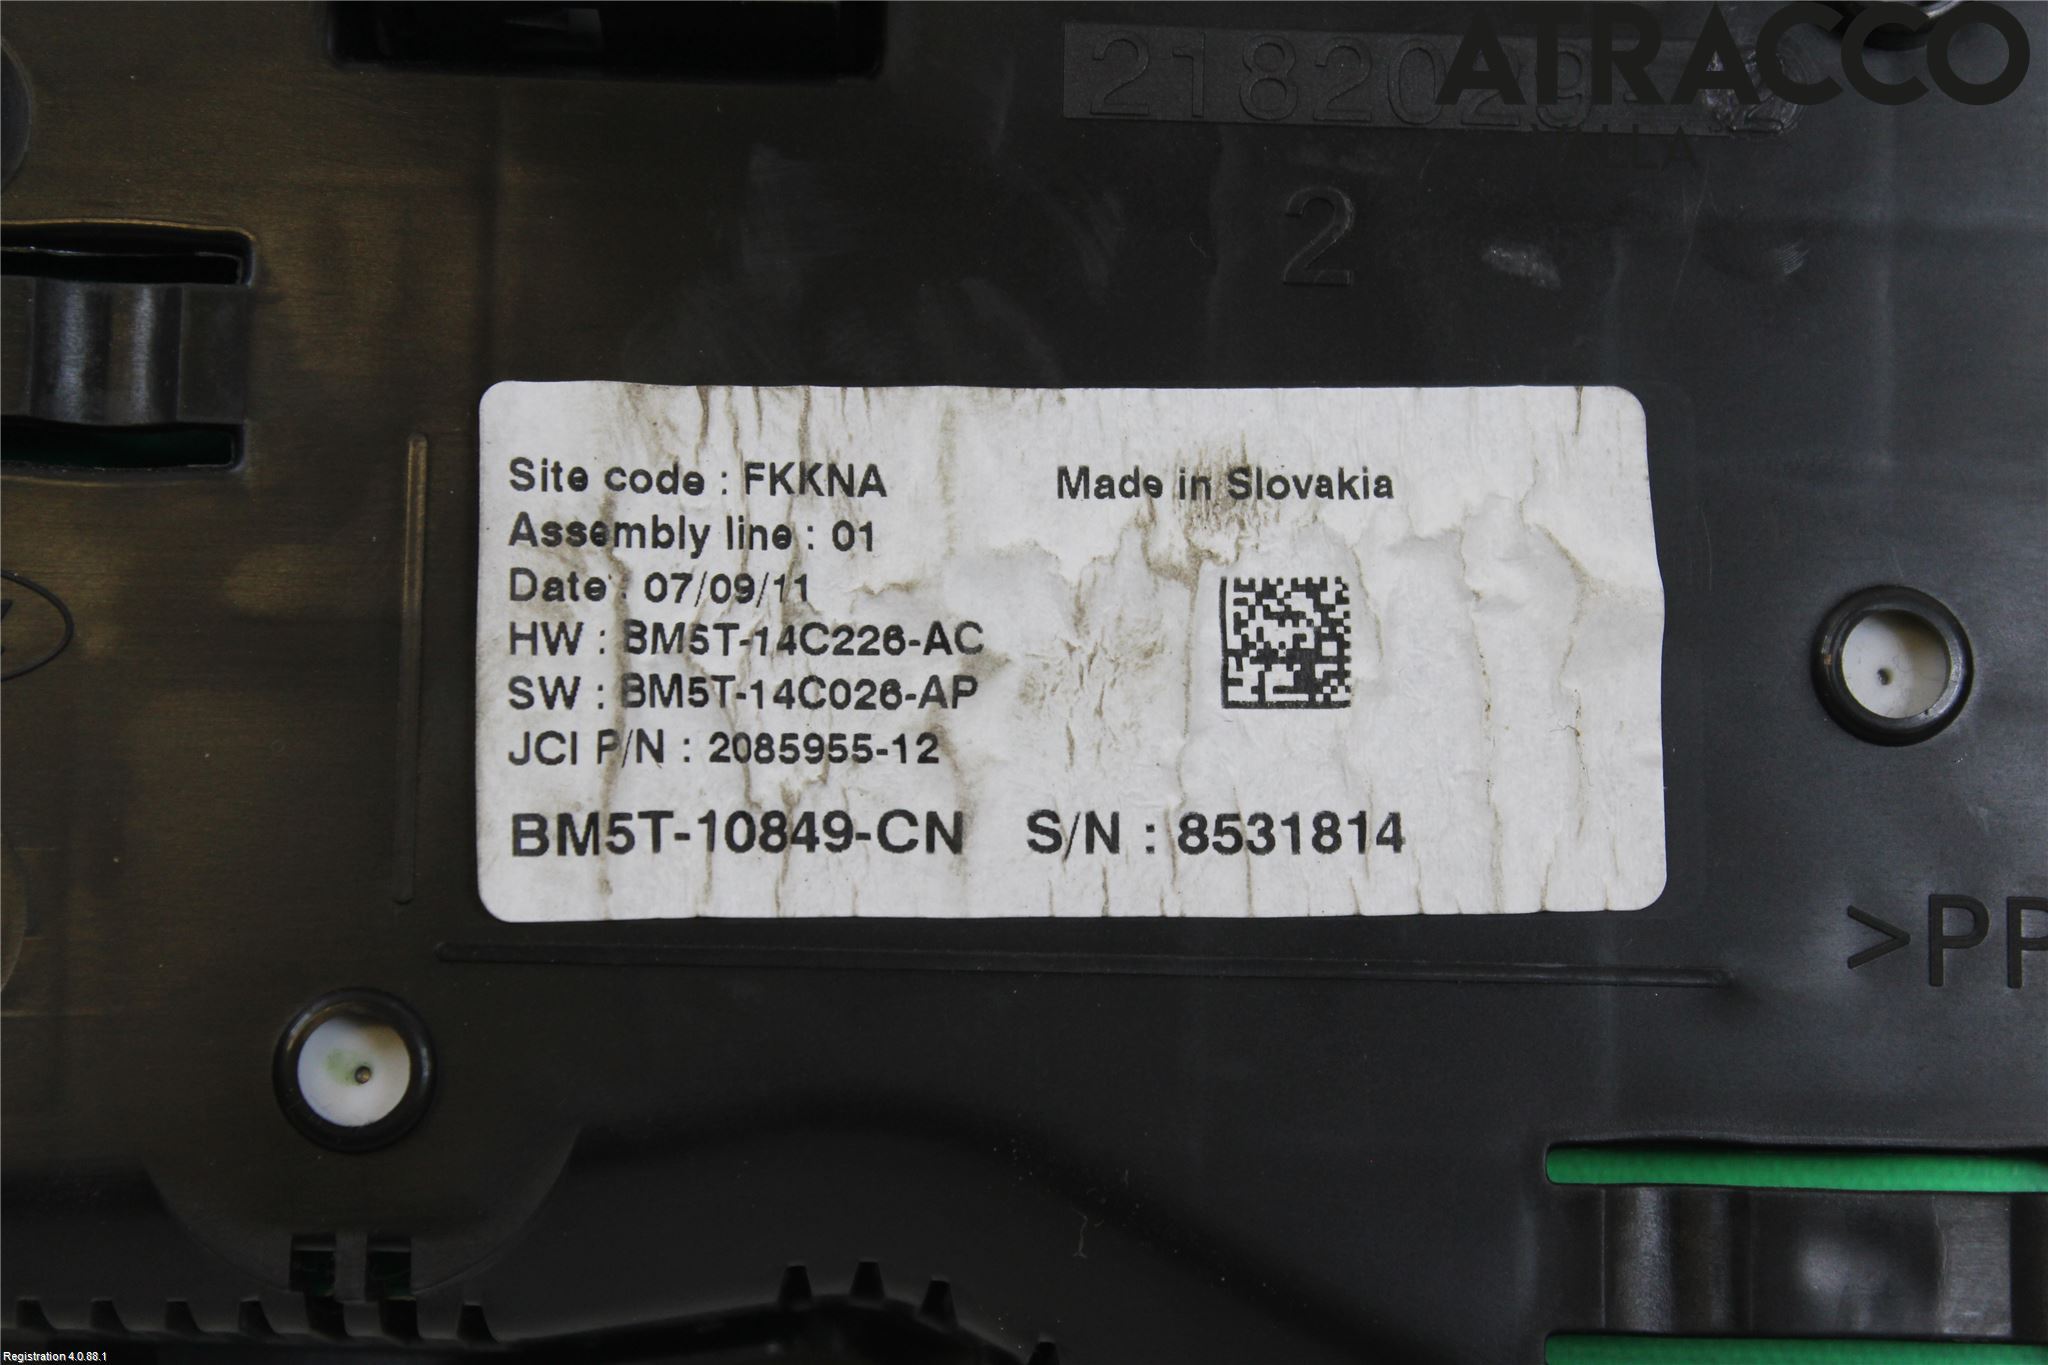 ATRACCO
2182029
2
Site code : FKKNA
Made in Slovakia
Assembly line : 01
Date : 07/09/11
HW : BM5T-14C226-AC
SW : BM5T-14C026-AP
JCI P/N : 2085955-12
BM5T-10849-CN S/N : 8531814
>PP
Registration 4.0.88.1